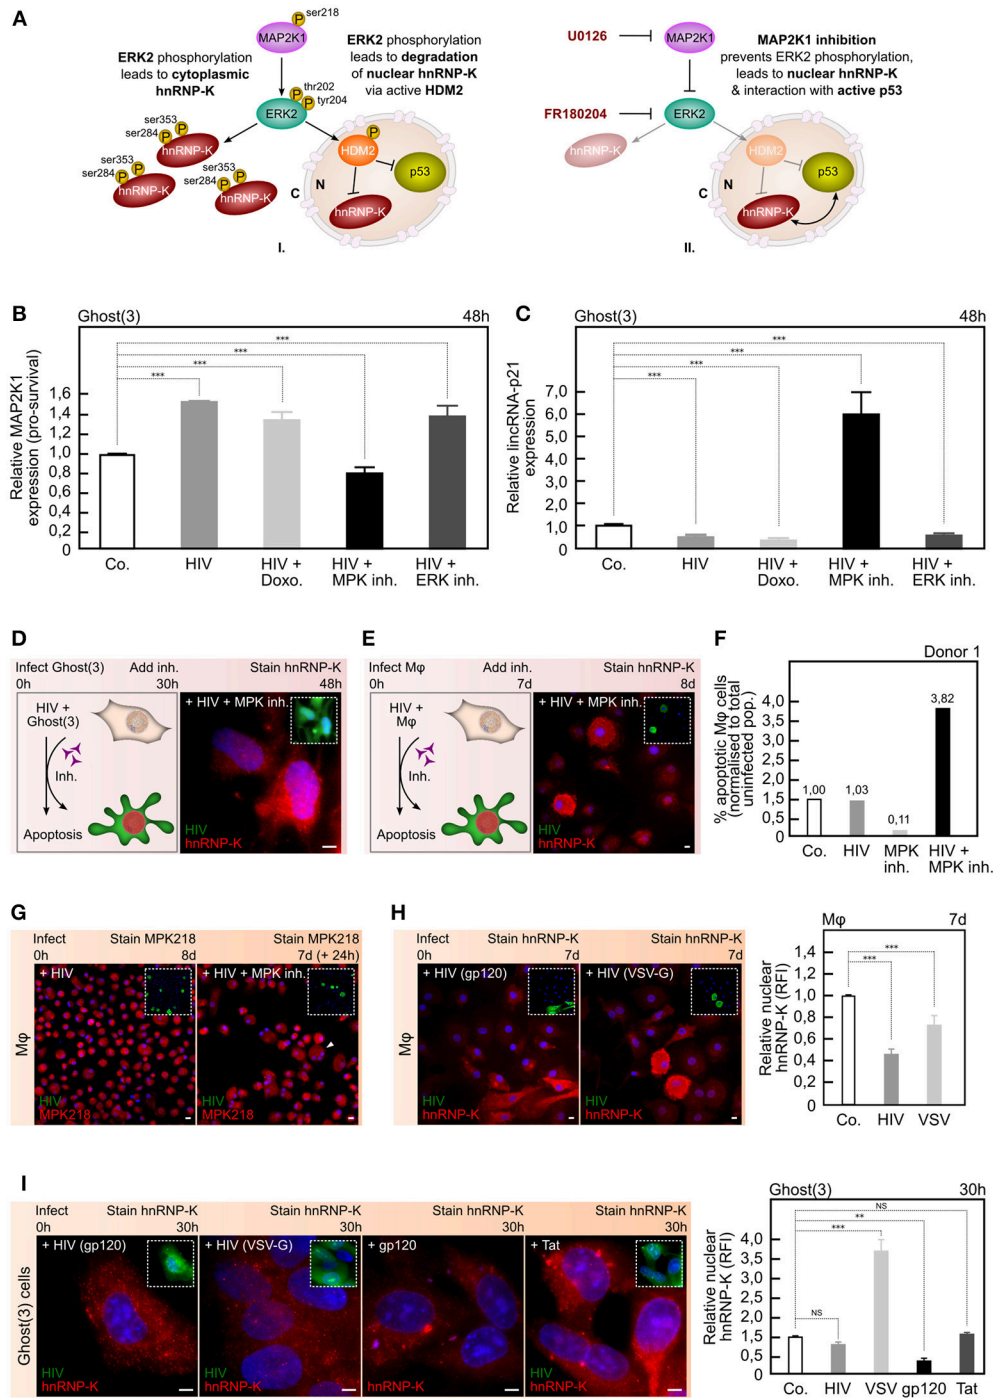 A
P
ser218
MAP2K1
ERK2 phosphorylation
leads to cytoplasmic
hnRNP-K
ERK2 phosphorylation
leads to degradation
of nuclear hnRNP-K
via active HDM2
P
thr202
P
tyr204
ERK2
ser353
ser284
P
P
hnRNP-K
ser353
ser284
P
P
hnRNP-K
ser353
ser284
P
P
hnRNP-K
P
HDM2
p53
N
C
hnRNP-K
I.
U0126
MAP2K1
MAP2K1 inhibition
prevents ERK2 phosphorylation,
leads to nuclear hnRNP-K
& interaction with active p53
FR180204
ERK2
hnRNP-K
HDM2
p53
N
C
hnRNP-K
II.
B
Ghost(3)
48h
Relative MAP2K1
expression (pro-survival)
***
***
***
***
1,6
1,4
1,2
1,0
0,8
0,6
0,4
0,2
0
Co.
HIV
HIV +
Doxo.
HIV +
MPK inh.
HIV +
ERK inh.
C
Ghost(3)
48h
Relative lincRNA-p21
expression
***
***
***
***
7,0
6,0
5,0
4,0
3,0
2,0
1,0
0
Co.
HIV
HIV +
Doxo.
HIV +
MPK inh.
HIV +
ERK inh.
D
Infect Ghost(3) Add inh. Stain hnRNP-K
0h 30h 48h
HIV +
Ghost(3)
Inh.
Apoptosis
+ HIV + MPK inh.
HIV
hnRNP-K
E
Infect Mφ Add inh. Stain hnRNP-K
0h 7d 8d
HIV +
Mφ
Inh.
Apoptosis
+ HIV + MPK inh.
HIV
hnRNP-K
F
Donor 1
% apoptotic Mφ cells
(normalised to total
uninfected pop.)
4,0
3,5
1,5
0,5
0
1,00
1,03
0,11
3,82
Co.
HIV
MPK
inh.
HIV +
MPK inh.
G
Infect Stain MPK218 Stain MPK218
0h 8d 7d (+ 24h)
Mφ
+ HIV
HIV
MPK218
+ HIV + MPK inh.
HIV
MPK218
H
Infect Stain hnRNP-K Stain hnRNP-K
0h 7d 7d
Mφ
+ HIV (gp120)
HIV
hnRNP-K
+ HIV (VSV-G)
HIV
hnRNP-K
Mφ
7d
Relative nuclear
hnRNP-K (RFI)
***
***
1,4
1,2
1,0
0,8
0,6
0,4
0,2
0
Co.
HIV
VSV
I
Infect Stain hnRNP-K Stain hnRNP-K Stain hnRNP-K Stain hnRNP-K
0h 30h 30h 30h 30h
Ghost(3) cells
+ HIV (gp120)
HIV
hnRNP-K
+ HIV (VSV-G)
HIV
hnRNP-K
+ gp120
HIV
hnRNP-K
+ Tat
HIV
hnRNP-K
Ghost(3)
30h
Relative nuclear
hnRNP-K (RFI)
NS
**
***
NS
4,0
3,5
3,0
2,5
2,0
1,5
1,0
0,5
0
Co.
HIV
VSV
gp120
Tat